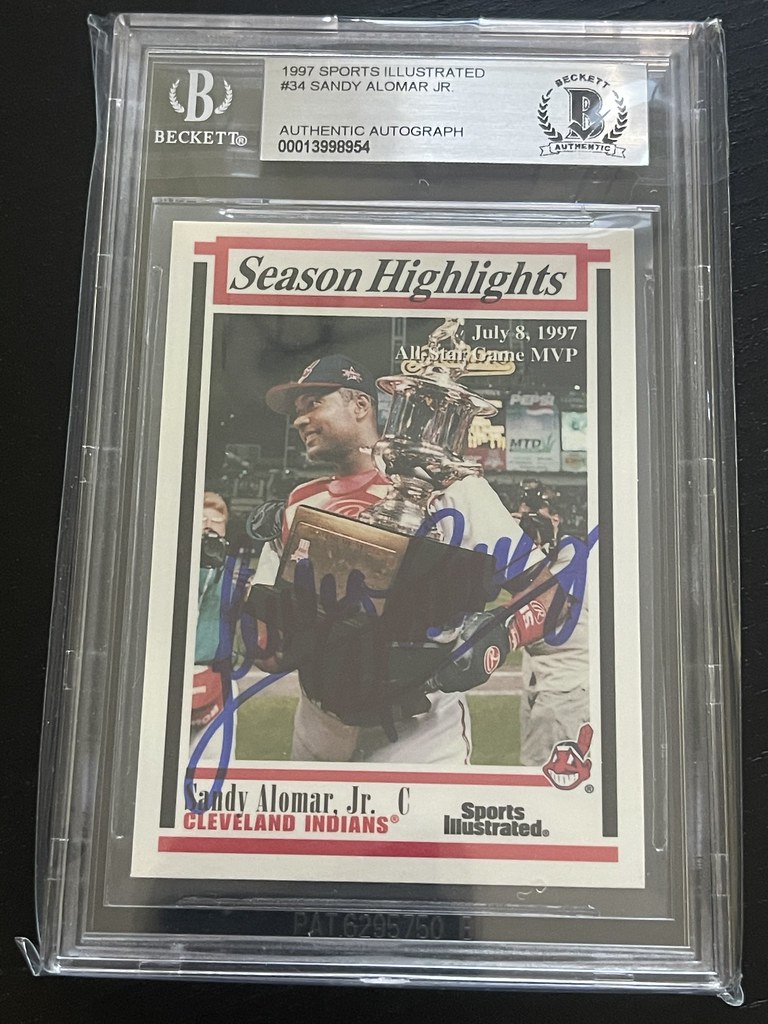 1997 SPORTS ILLUSTRATED
#34 SANDY ALOMAR JR.
AUTHENTIC AUTOGRAPH
00013998954
B
BECKETT®
BECKETT
B
AUTHENTIC
Season Highlights
July 8, 1997
All-Star Game MVP
PEPSI
MTD
Sandy Alomar, Jr. C
CLEVELAND INDIANS®
Sports
Illustrated®
PAT 6295750 B